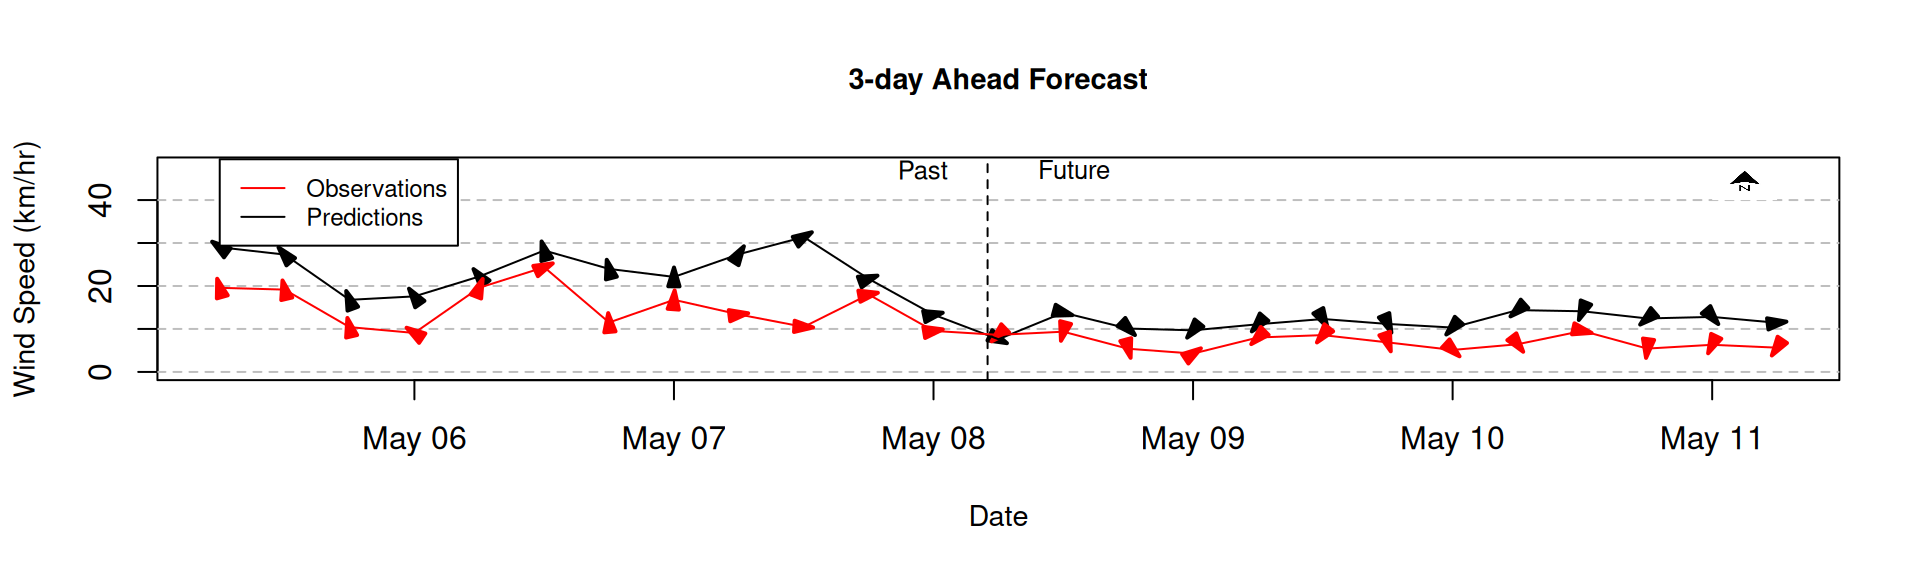 3-day Ahead Forecast
Wind Speed (km/hr)
40
20
0
Observations
Predictions
Past
Future
N
May 06
May 07
May 08
May 09
May 10
May 11
Date